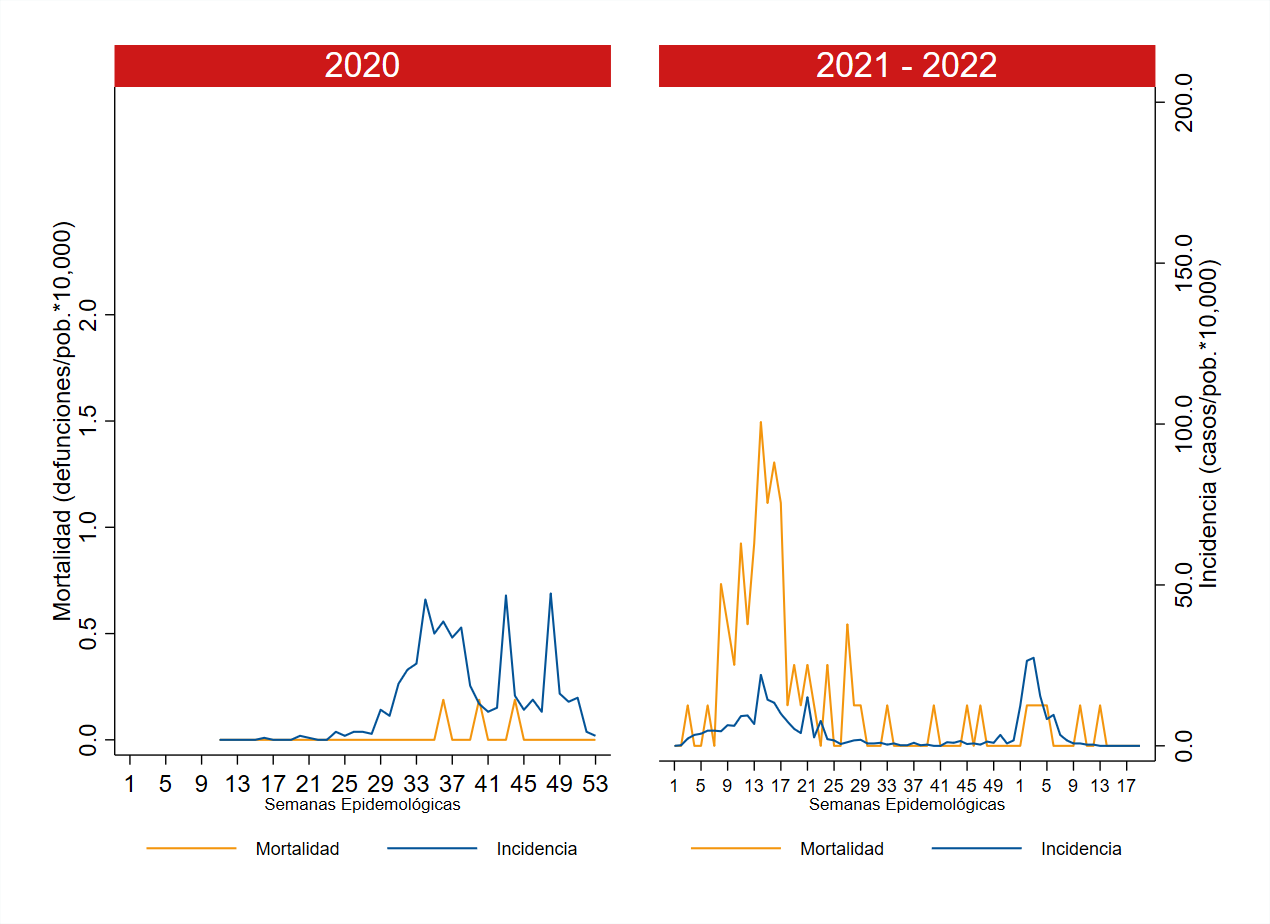 2020
Mortalidad (defunciones/pob.*10,000)
2.0
1.5
1.0
0.5
0.0
1 5 9 13 17 21 25 29 33 37 41 45 49 53
Semanas Epidemológicas
Mortalidad Incidencia
2021 - 2022
200.0
150.0
100.0
50.0
0.0
Incidencia (casos/pob.*10,000)
1 5 9 13 17 21 25 29 33 37 41 45 49 1 5 9 13 17
Semanas Epidemológicas
Mortalidad Incidencia